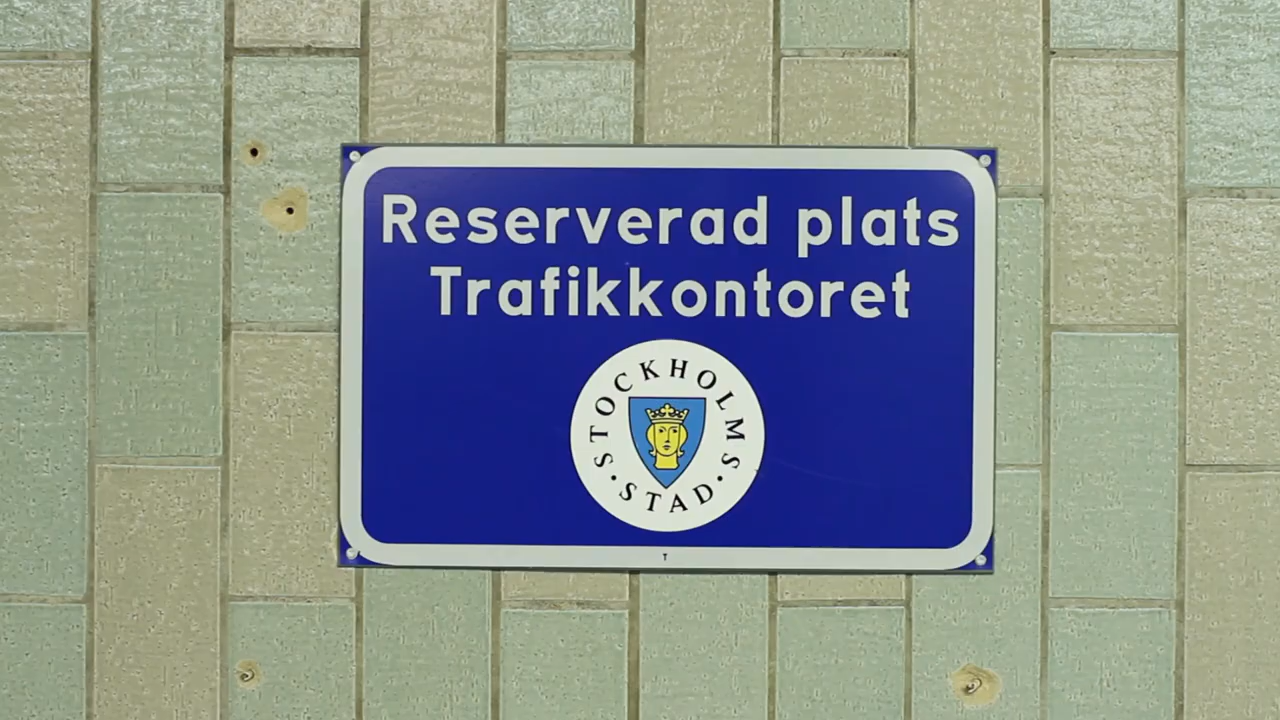 Reserverad plats
Trafikkontoret
STOCKHOLMS
· STAD ·
T